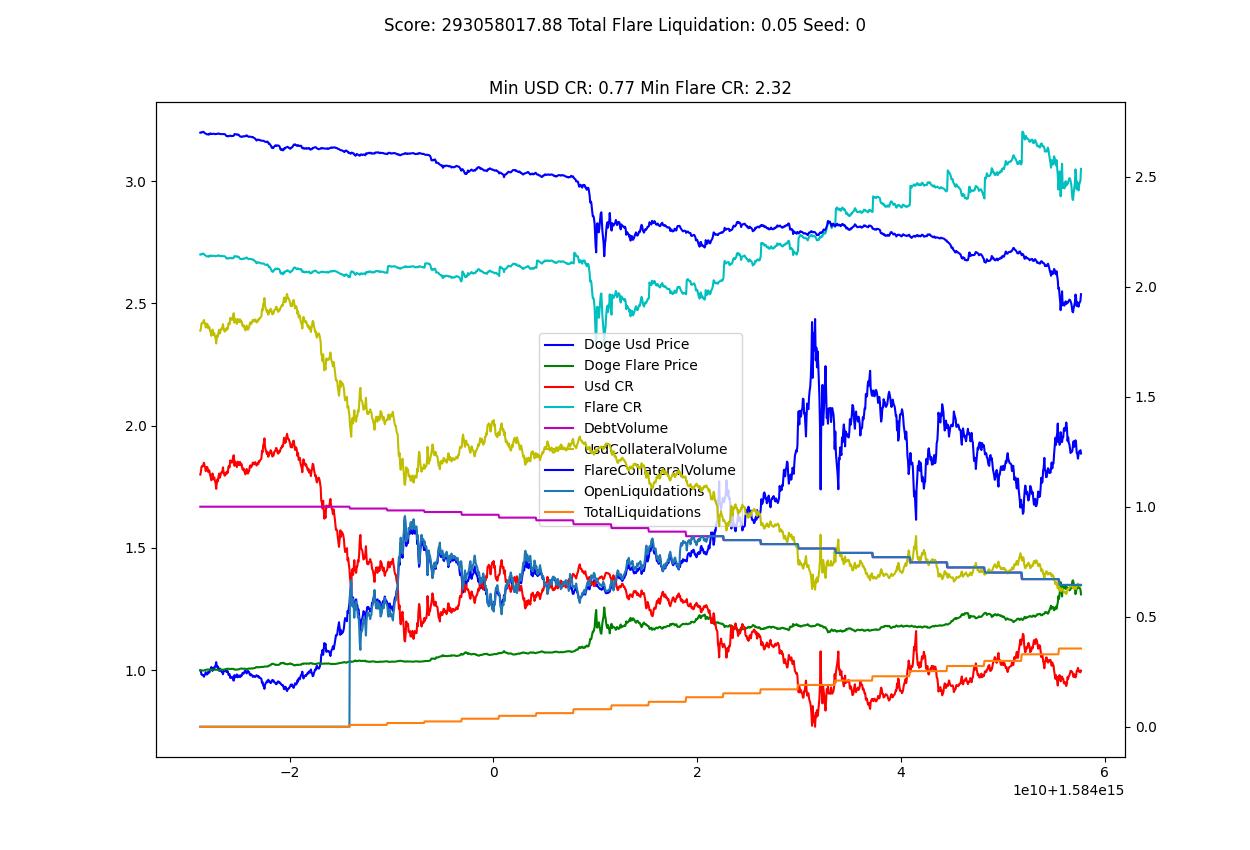 Score: 293058017.88 Total Flare Liquidation: 0.05 Seed: 0
Min USD CR: 0.77 Min Flare CR: 2.32
3.0
2.5
2.0
1.5
1.0
2.5
2.0
1.5
1.0
0.5
0.0
Doge Usd Price
Doge Flare Price
Usd CR
Flare CR
DebtVolume
UsdCollateralVolume
FlareCollateralVolume
OpenLiquidations
TotalLiquidations
−2 0 2 4 6
1e10+1.584e15